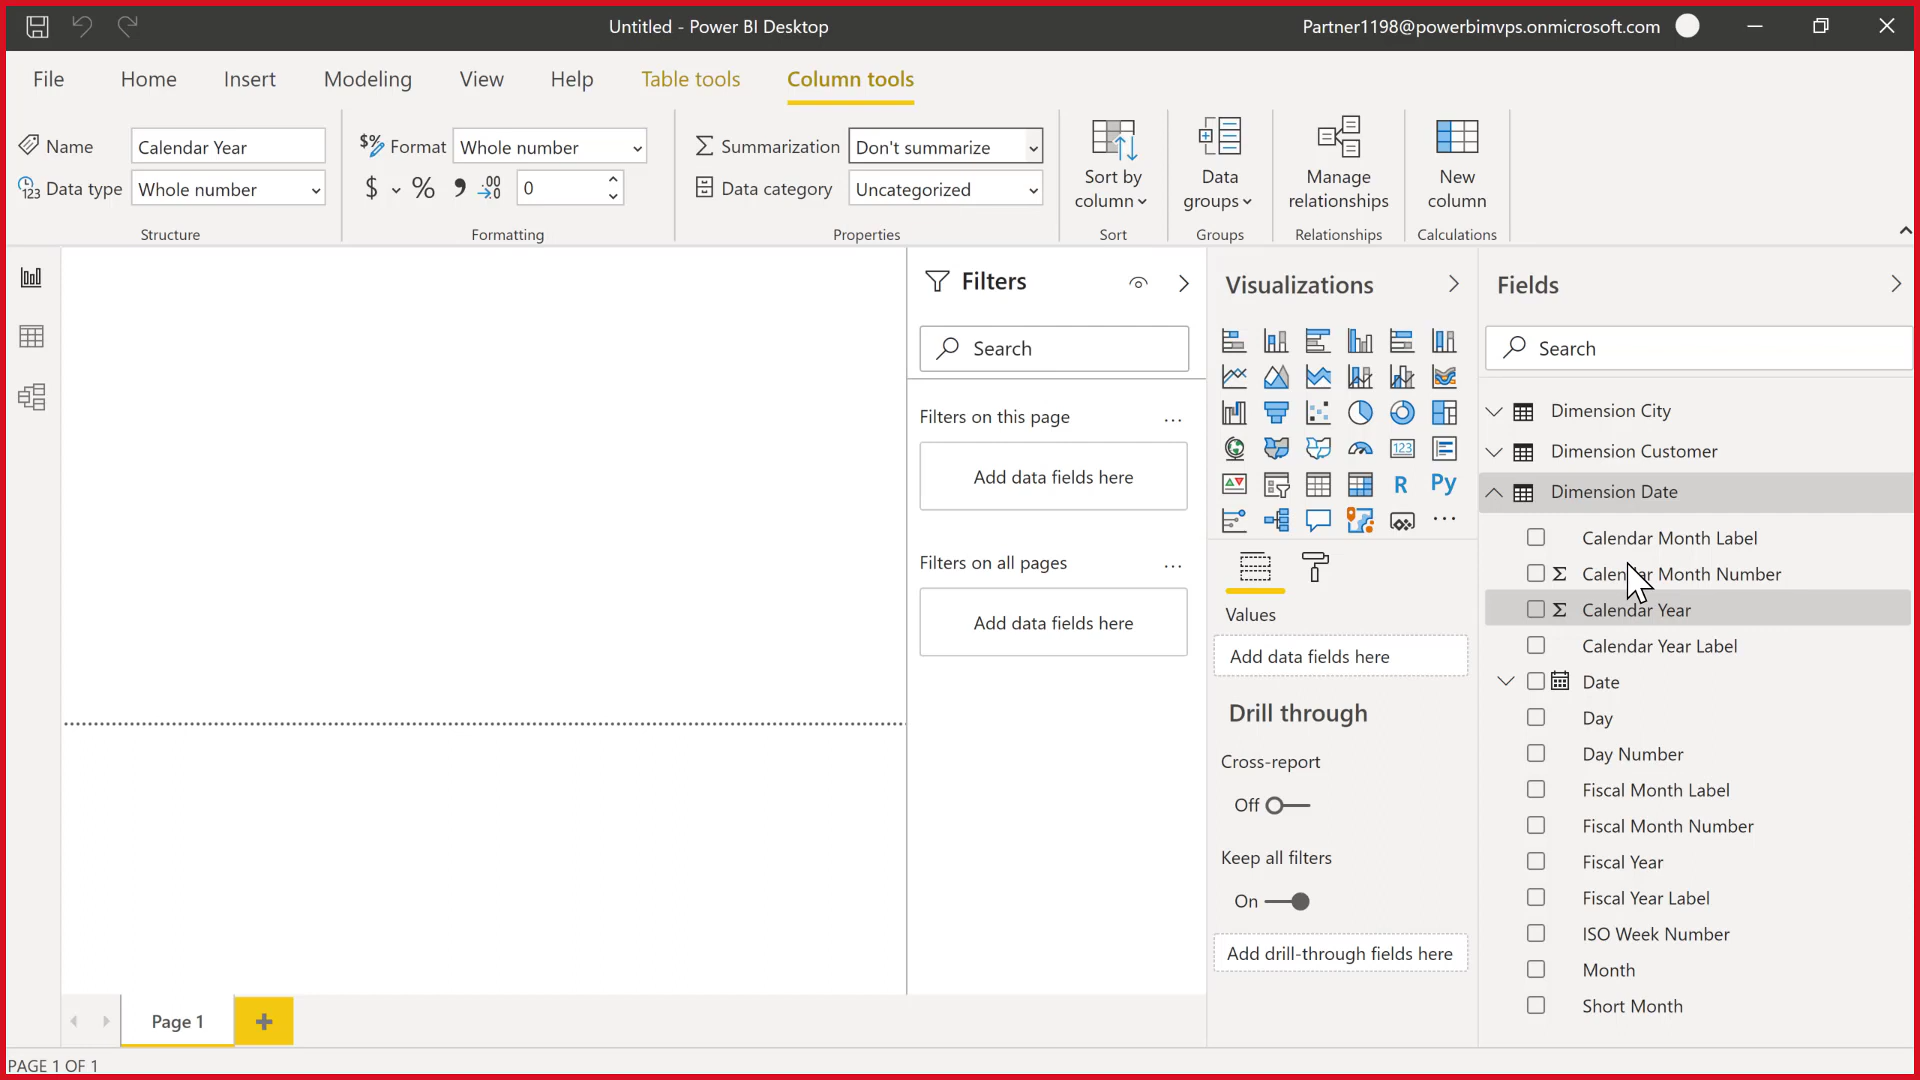 Untitled - Power BI Desktop
Partner1198@powerbimvps.onmicrosoft.com
File Home Insert Modeling View Help Table tools Column tools
Name Calendar Year
$% Format Whole number
Summarization Don't summarize
Data type Whole number
$ % , .00 0
Data category Uncategorized
Sort by column
Data groups
Manage relationships
New column
Structure Formatting Properties Sort Groups Relationships Calculations
Filters
Search
Filters on this page ...
Add data fields here
Filters on all pages ...
Add data fields here
Visualizations
123
R Py
...
Values
Add data fields here
Drill through
Cross-report
Off
Keep all filters
On
Add drill-through fields here
Fields
Search
Dimension City
Dimension Customer
Dimension Date
Calendar Month Label
Σ Calendar Month Number
Σ Calendar Year
Calendar Year Label
Date
Day
Day Number
Fiscal Month Label
Fiscal Month Number
Fiscal Year
Fiscal Year Label
ISO Week Number
Month
Short Month
Page 1
PAGE 1 OF 1